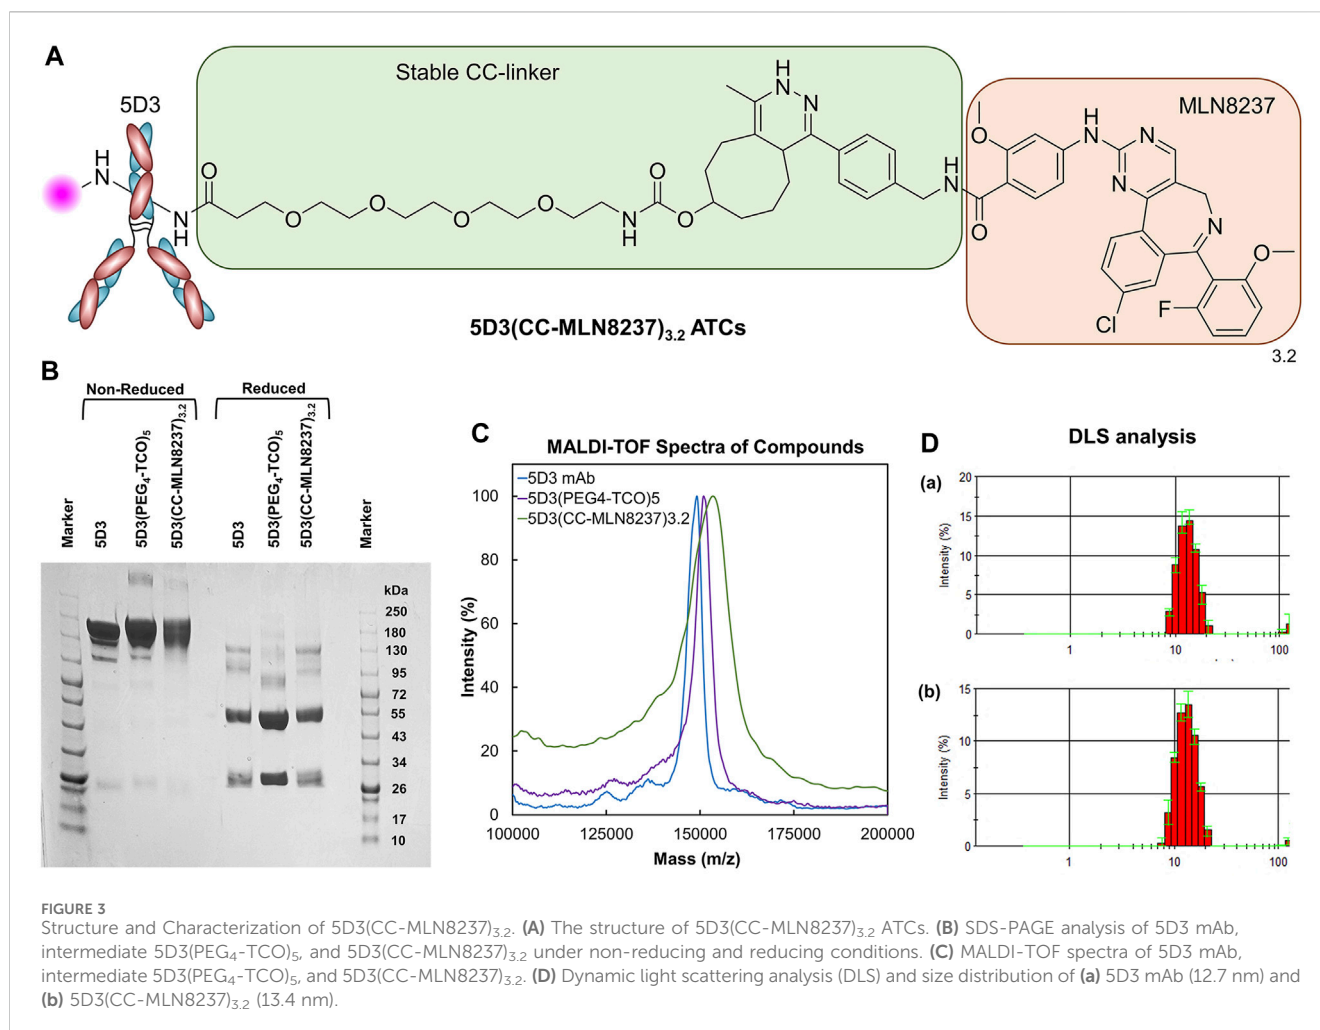 A
Stable CC-linker
MLN8237
5D3
H
N
N
H
O
O
O
O
O
N
H
O
O
H
N
N
H
N
O
O
H
N
N
N
N
Cl
F
O
3.2
5D3(CC-MLN8237)3.2 ATCs
B
Non-Reduced
Reduced
Marker
5D3
5D3(PEG4-TCO)5
5D3(CC-MLN8237)3.2
5D3
5D3(PEG4-TCO)5
5D3(CC-MLN8237)3.2
Marker
kDa
250
180
130
95
72
55
43
34
26
17
10
C
MALDI-TOF Spectra of Compounds
5D3 mAb
5D3(PEG4-TCO)5
5D3(CC-MLN8237)3.2
Intensity (%)
100
80
60
40
20
0
100000 125000 150000 175000 200000
Mass (m/z)
D
DLS analysis
(a)
Intensity (%)
20
15
10
5
0
1 10 100
(b)
Intensity (%)
15
10
5
0
1 10 100
FIGURE 3
Structure and Characterization of 5D3(CC-MLN8237)3.2. (A) The structure of 5D3(CC-MLN8237)3.2 ATCs. (B) SDS-PAGE analysis of 5D3 mAb,
intermediate 5D3(PEG4-TCO)5, and 5D3(CC-MLN8237)3.2 under non-reducing and reducing conditions. (C) MALDI-TOF spectra of 5D3 mAb,
intermediate 5D3(PEG4-TCO)5, and 5D3(CC-MLN8237)3.2. (D) Dynamic light scattering analysis (DLS) and size distribution of (a) 5D3 mAb (12.7 nm) and
(b) 5D3(CC-MLN8237)3.2 (13.4 nm).